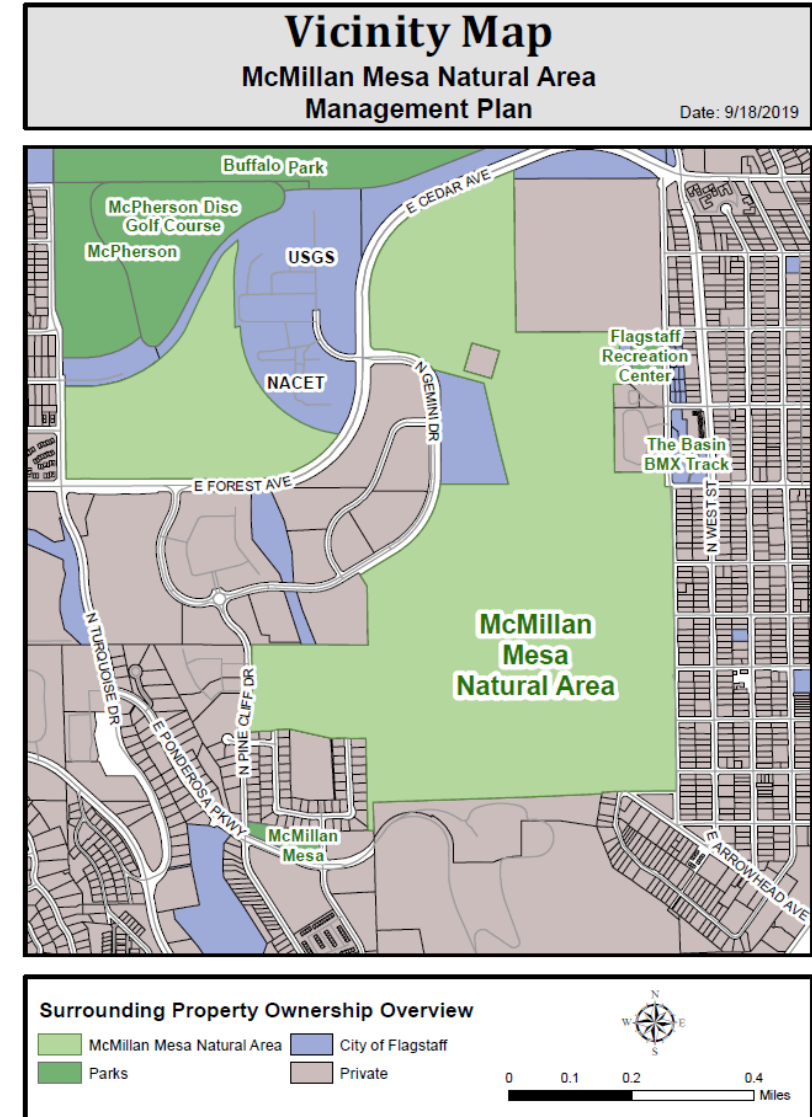 Vicinity Map
McMillan Mesa Natural Area
Management Plan
Date: 9/18/2019
Buffalo Park
E CEDAR AVE
McPherson Disc
Golf Course
McPherson
USGS
Flagstaff
Recreation
Center
NACET
N GEMINI DR
The Basin
BMX Track
E FOREST AVE
N WEST ST
McMillan
Mesa
Natural Area
N TURQUOISE DR
N PINE CLIFF DR
E PONDEROSA PKWY
McMillan
Mesa
E ARROWHEAD AVE
Surrounding Property Ownership Overview
McMillan Mesa Natural Area
City of Flagstaff
Parks
Private
N
W E
S
0 0.1 0.2 0.4
Miles